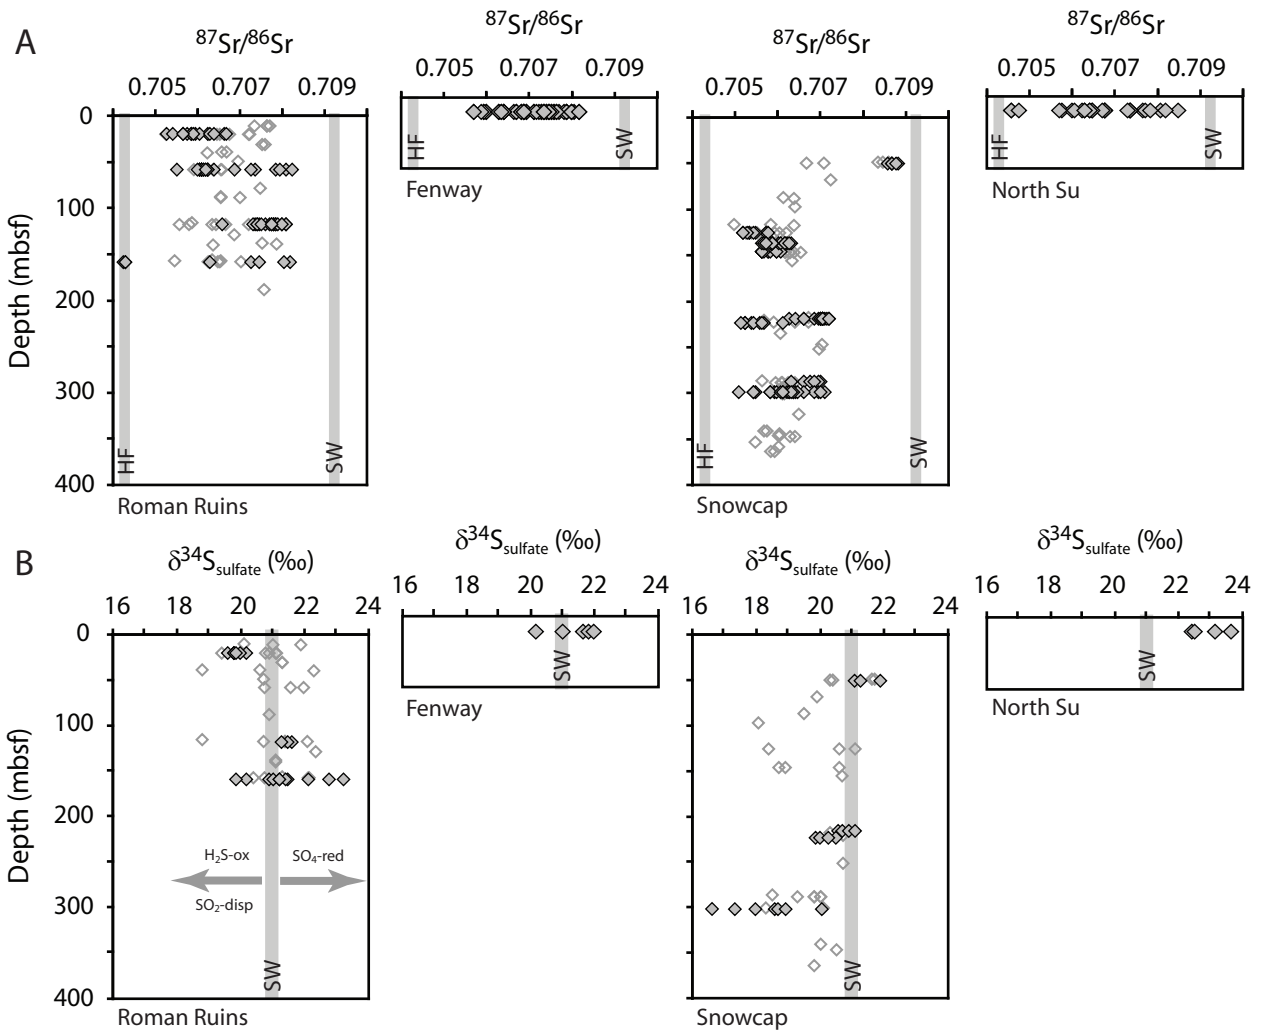 A
⁸⁷Sr/⁸⁶Sr
0.705 0.707 0.709
0
100
200
300
400
Depth (mbsf)
HF
SW
Roman Ruins
⁸⁷Sr/⁸⁶Sr
0.705 0.707 0.709
HF
SW
Fenway
⁸⁷Sr/⁸⁶Sr
0.705 0.707 0.709
HF
SW
Snowcap
⁸⁷Sr/⁸⁶Sr
0.705 0.707 0.709
HF
SW
North Su
B
δ³⁴Ssulfate (‰)
16 18 20 22 24
0
100
200
300
400
Depth (mbsf)
H₂S-ox SO₄-red
SO₂-disp
SW
Roman Ruins
δ³⁴Ssulfate (‰)
16 18 20 22 24
SW
Fenway
δ³⁴Ssulfate (‰)
16 18 20 22 24
SW
Snowcap
δ³⁴Ssulfate (‰)
16 18 20 22 24
SW
North Su